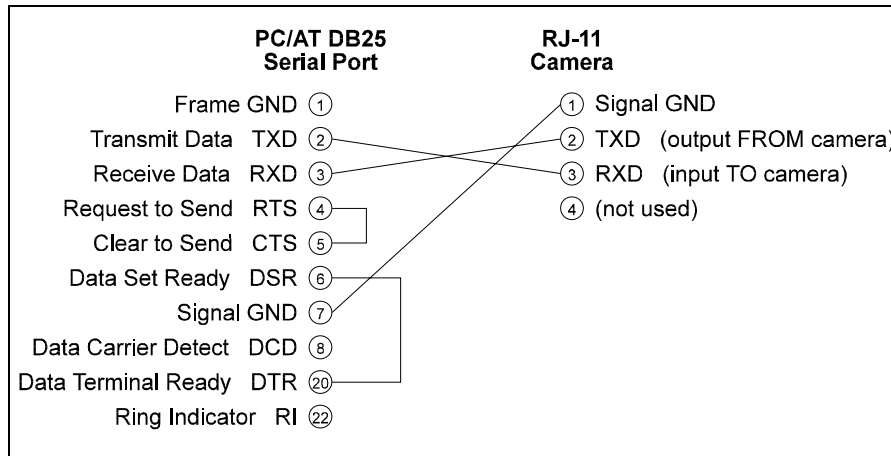 PC/AT DB25
Serial Port
RJ-11
Camera
Frame GND 1
1 Signal GND
Transmit Data TXD 2
2 TXD (output FROM camera)
Receive Data RXD 3
3 RXD (input TO camera)
Request to Send RTS 4
4 (not used)
Clear to Send CTS 5
Data Set Ready DSR 6
Signal GND 7
Data Carrier Detect DCD 8
Data Terminal Ready DTR 20
Ring Indicator RI 22